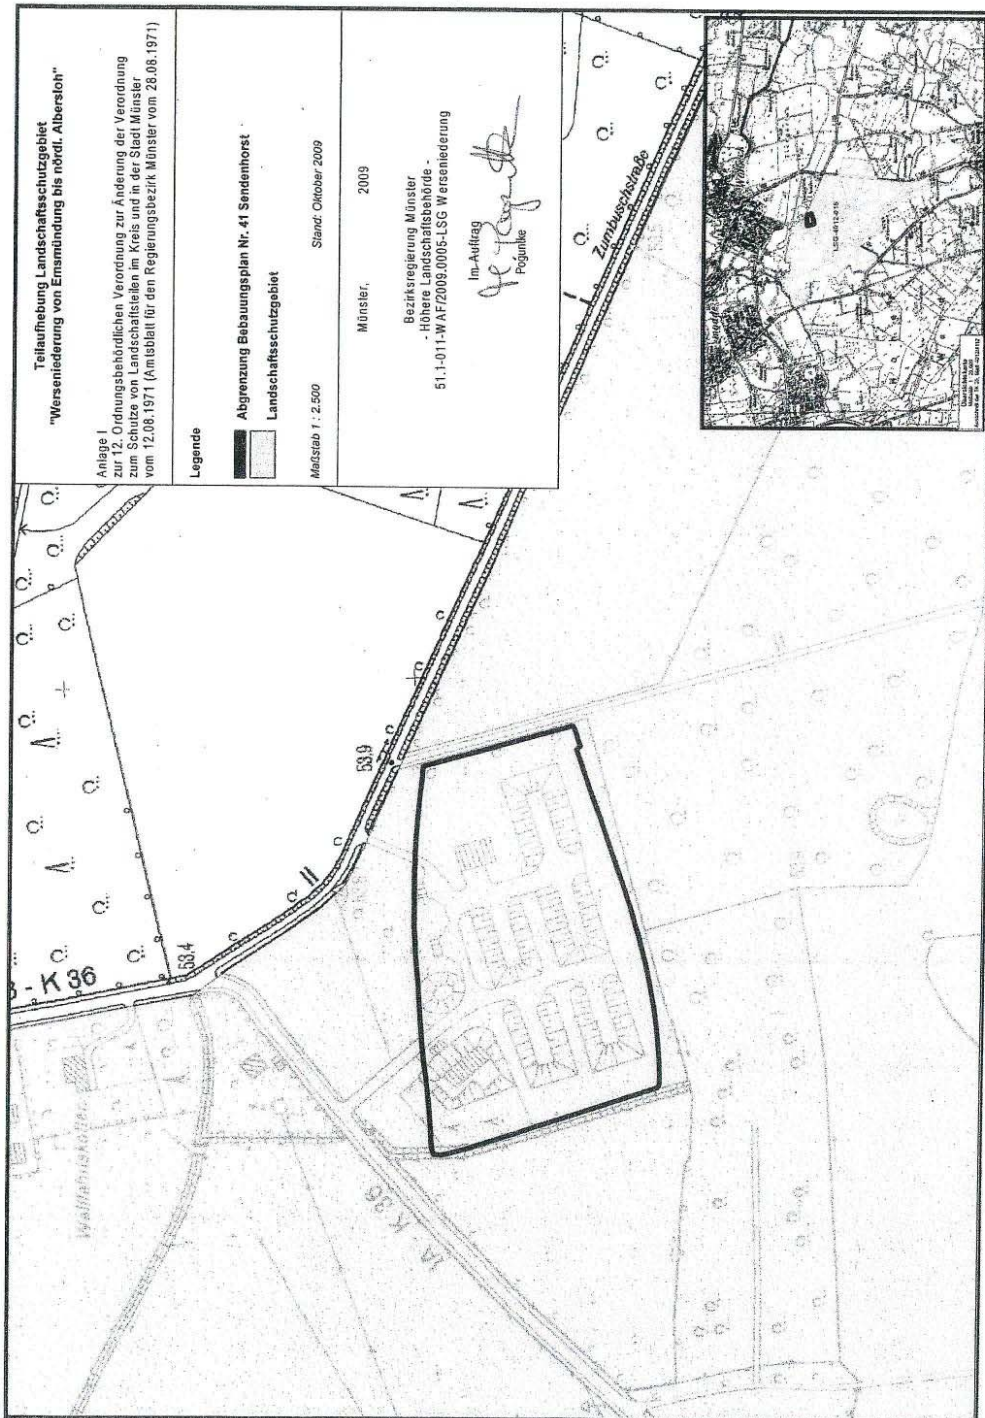 Teilaufhebung Landschaftsschutzgebiet
"Werseniederung von Emsmündung bis nördl. Albersloh"
Anlage I
zur 12. Ordnungsbehördlichen Verordnung zur Änderung der Verordnung
zum Schutze von Landschaftsteilen im Kreis und in der Stadt Münster
vom 12.08.1971 (Amtsblatt für den Regierungsbezirk Münster vom 28.08.1971)
Legende
Abgrenzung Bebauungsplan Nr. 41 Sendenhorst
Landschaftsschutzgebiet
Maßstab 1 : 2.500 Stand: Oktober 2009
Münster, 2009
Bezirksregierung Münster
- Höhere Landschaftsbehörde -
51.1-011-WAF/2009.0005-LSG Werseniederung
Im Auftrag
Zumbuschstraße
53,9
53,4
- K 36
K 36
LSG-4012-015